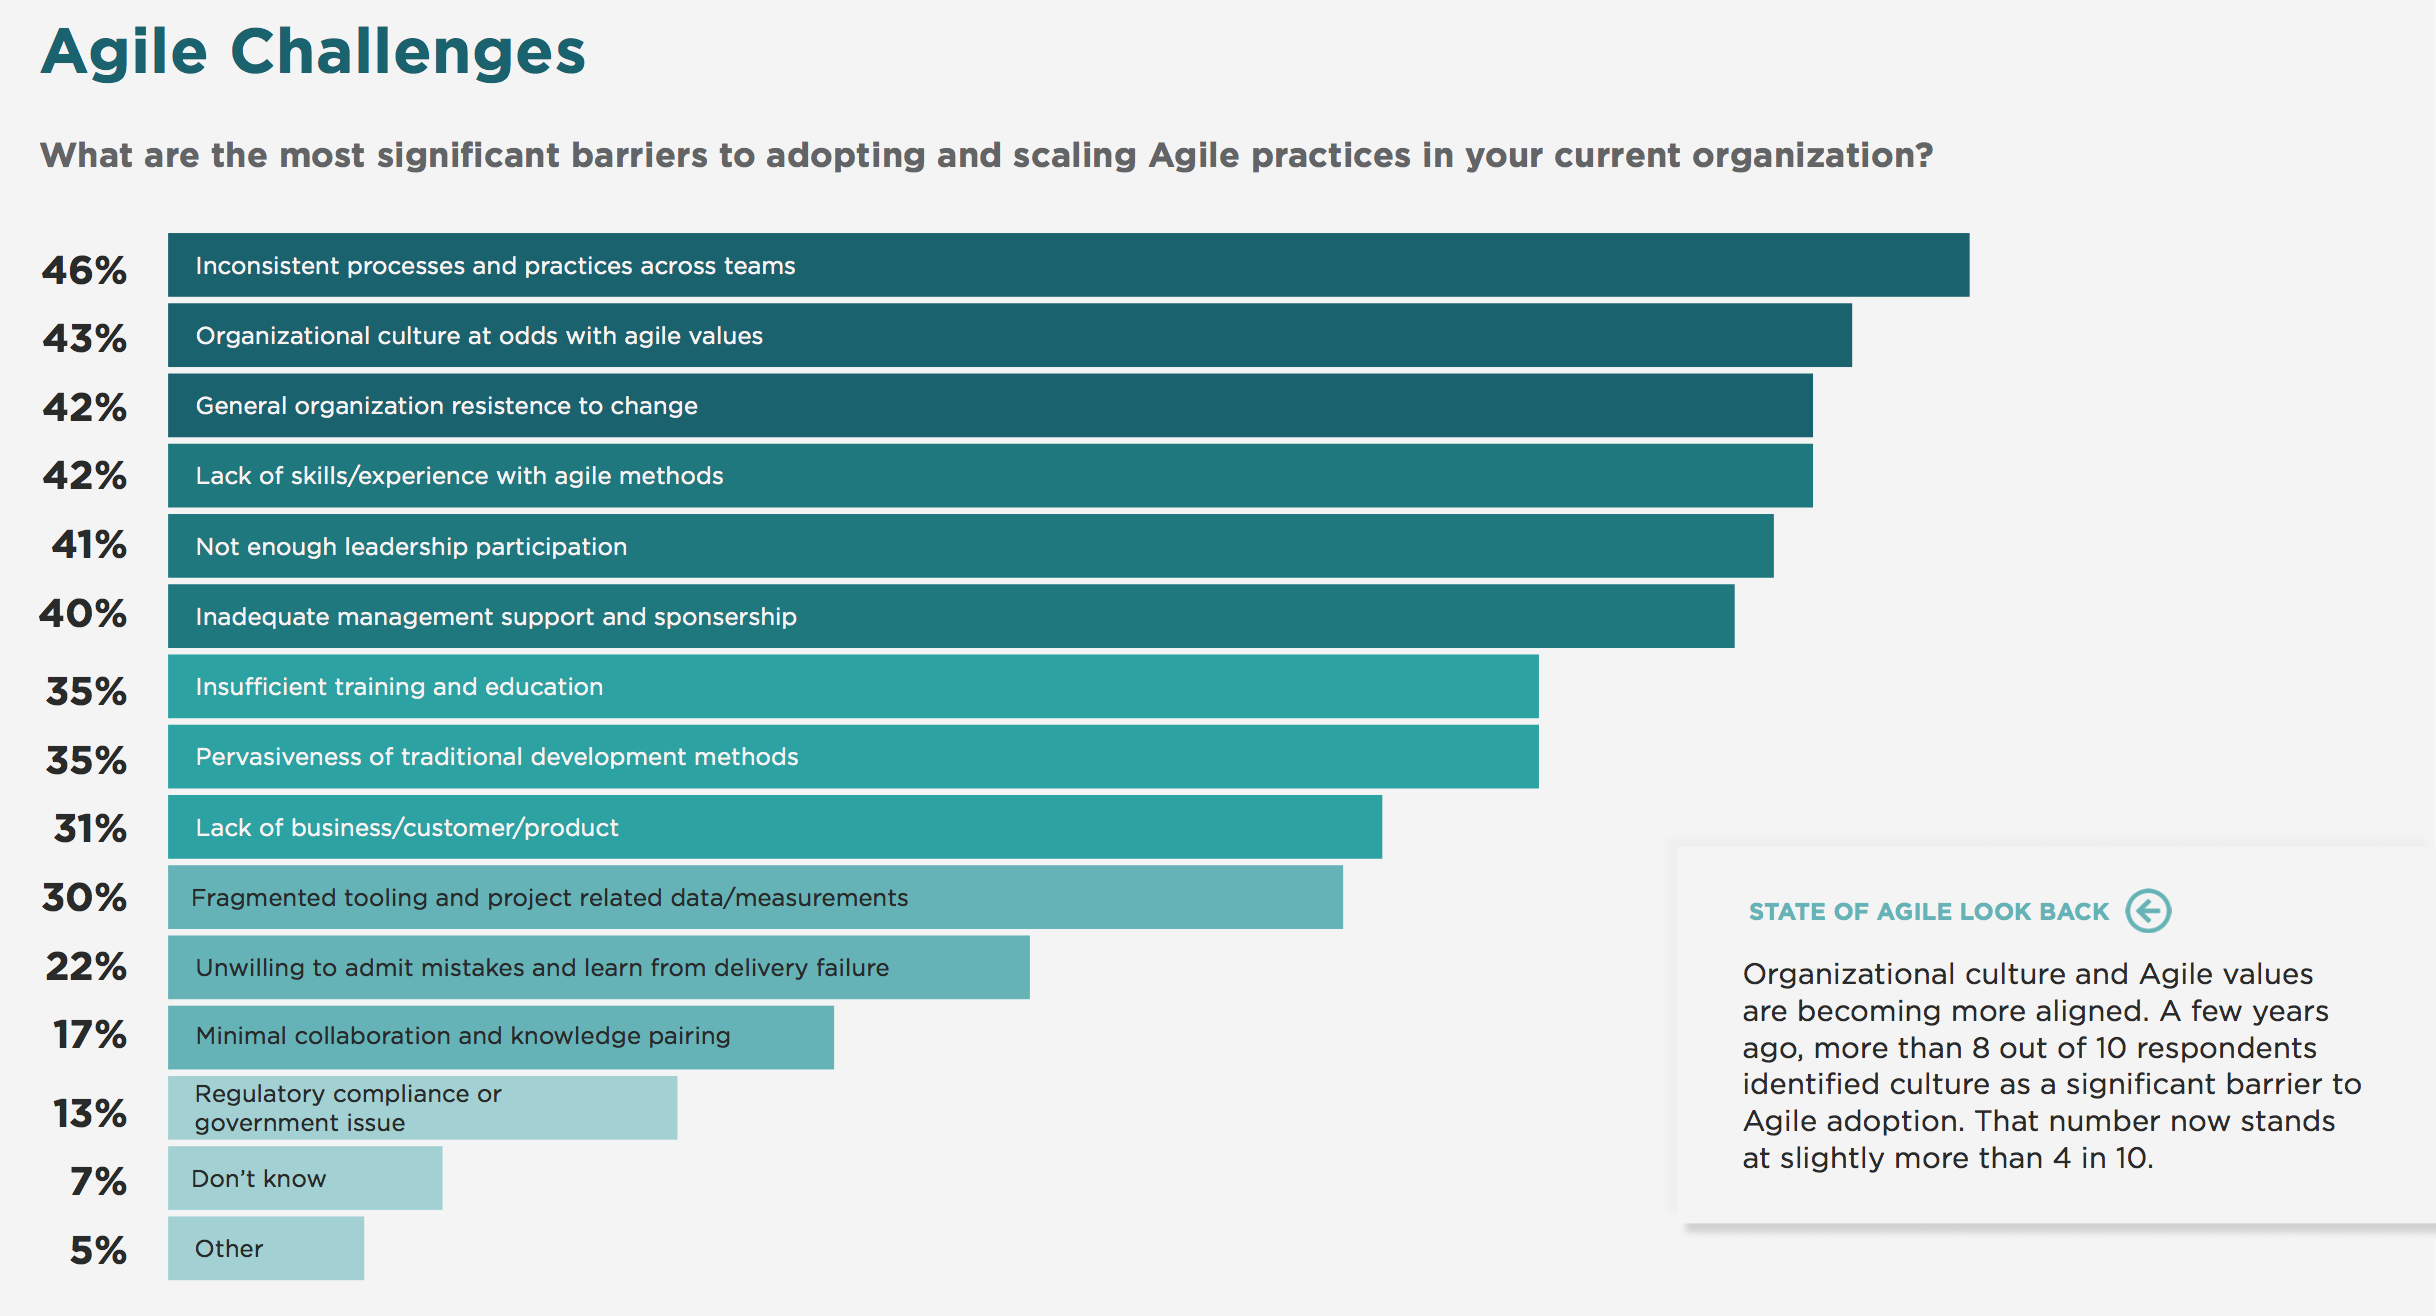 Agile Challenges
What are the most significant barriers to adopting and scaling Agile practices in your current organization?
46% Inconsistent processes and practices across teams
43% Organizational culture at odds with agile values
42% General organization resistence to change
42% Lack of skills/experience with agile methods
41% Not enough leadership participation
40% Inadequate management support and sponsership
35% Insufficient training and education
35% Pervasiveness of traditional development methods
31% Lack of business/customer/product
30% Fragmented tooling and project related data/measurements
22% Unwilling to admit mistakes and learn from delivery failure
17% Minimal collaboration and knowledge pairing
13% Regulatory compliance or
government issue
7% Don’t know
5% Other
STATE OF AGILE LOOK BACK
Organizational culture and Agile values
are becoming more aligned. A few years
ago, more than 8 out of 10 respondents
identified culture as a significant barrier to
Agile adoption. That number now stands
at slightly more than 4 in 10.